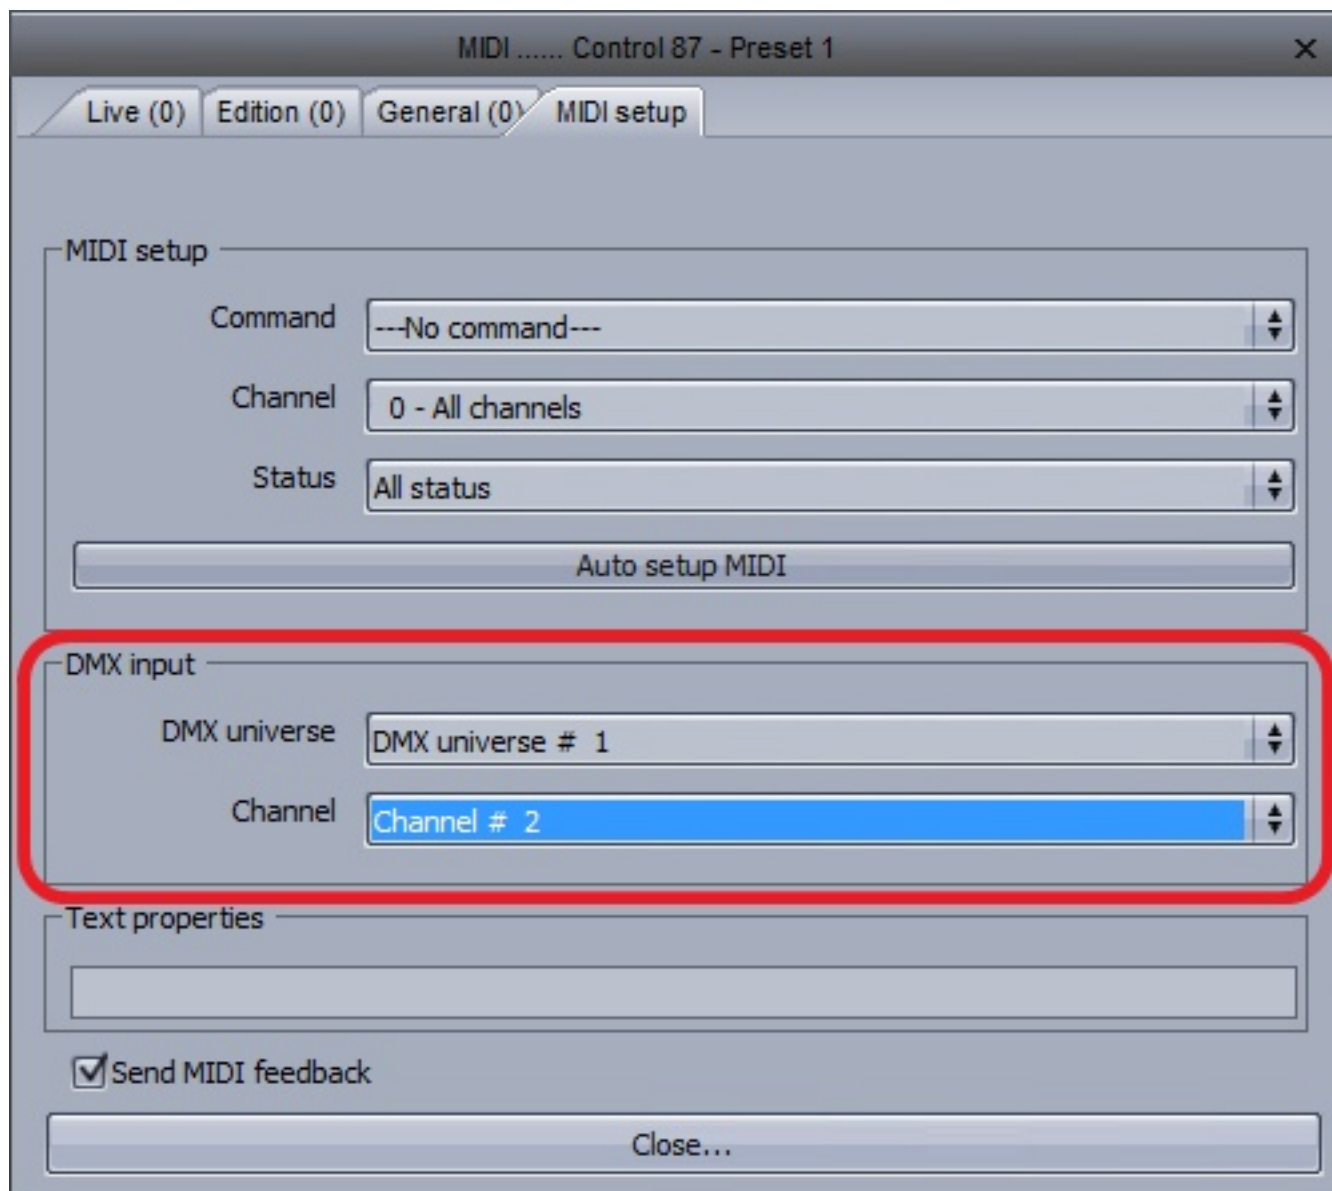 MIDI ...... Control 87 - Preset 1
Live (0) Edition (0) General (0) MIDI setup
MIDI setup
Command ---No command---
Channel 0 - All channels
Status All status
Auto setup MIDI
DMX input
DMX universe DMX universe # 1
Channel Channel # 2
Text properties
Send MIDI feedback
Close...